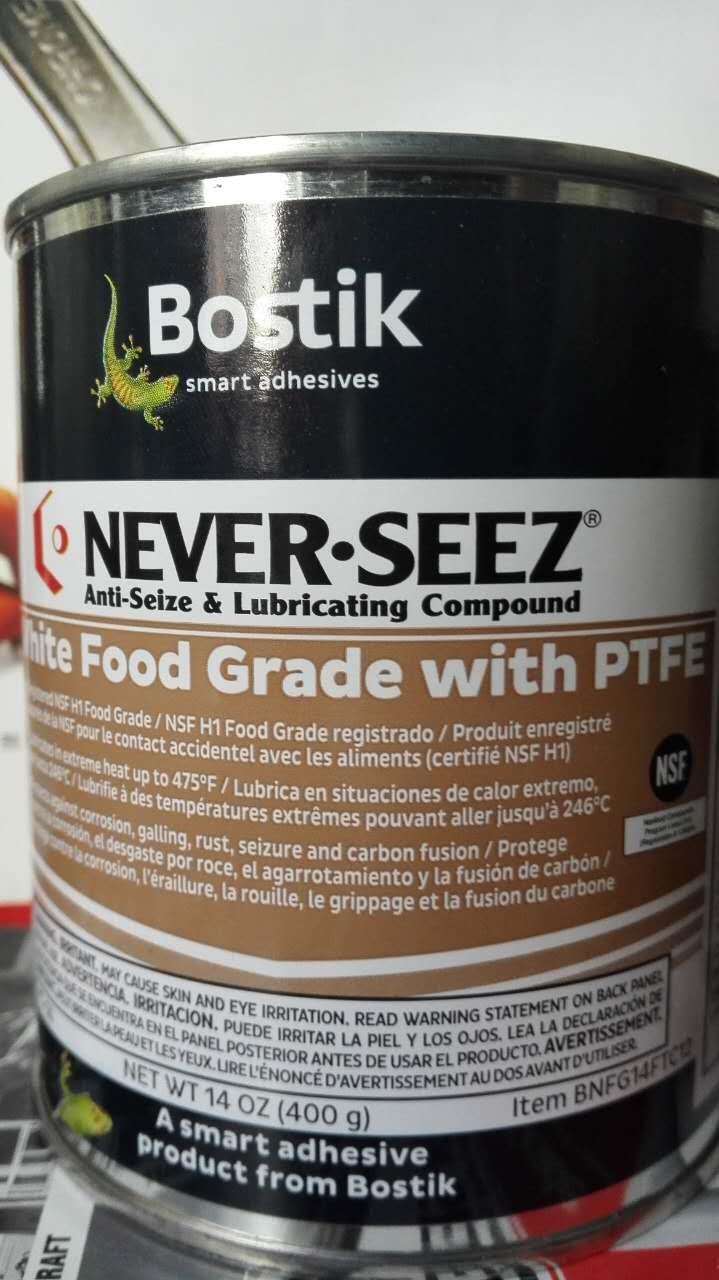 Bostik
smart adhesives
NEVER•SEEZ®
Anti-Seize & Lubricating Compound
White Food Grade with PTFE
NSF H1 Food Grade / NSF H1 Food Grade registrado / Produit enregistré
de la NSF pour le contact accidentel avec les aliments (certifié NSF H1)
in extreme heat up to 475°F / Lubrica en situaciones de calor extremo,
246°C / Lubrifie à des températures extrêmes pouvant aller jusqu'à 246°C
against corrosion, galling, rust, seizure and carbon fusion / Protege
corrosión, el desgaste por roce, el agarrotamiento y la fusión de carbón /
contre la corrosion, l'éraillure, la rouille, le grippage et la fusion du carbone
NSF
IRRITANT. MAY CAUSE SKIN AND EYE IRRITATION. READ WARNING STATEMENT ON BACK PANEL
ADVERTENCIA. IRRITACION. PUEDE IRRITAR LA PIEL Y LOS OJOS. LEA LA DECLARACIÓN DE
QUE SE ENCUENTRA EN EL PANEL POSTERIOR ANTES DE USAR EL PRODUCTO. AVERTISSEMENT.
LA PEAU ET LES YEUX. LIRE L'ÉNONCÉ D'AVERTISSEMENT AU DOS AVANT D'UTILISER.
NET WT 14 OZ (400 g)
Item BNFG14FTC12
A smart adhesive
product from Bostik
RAFT